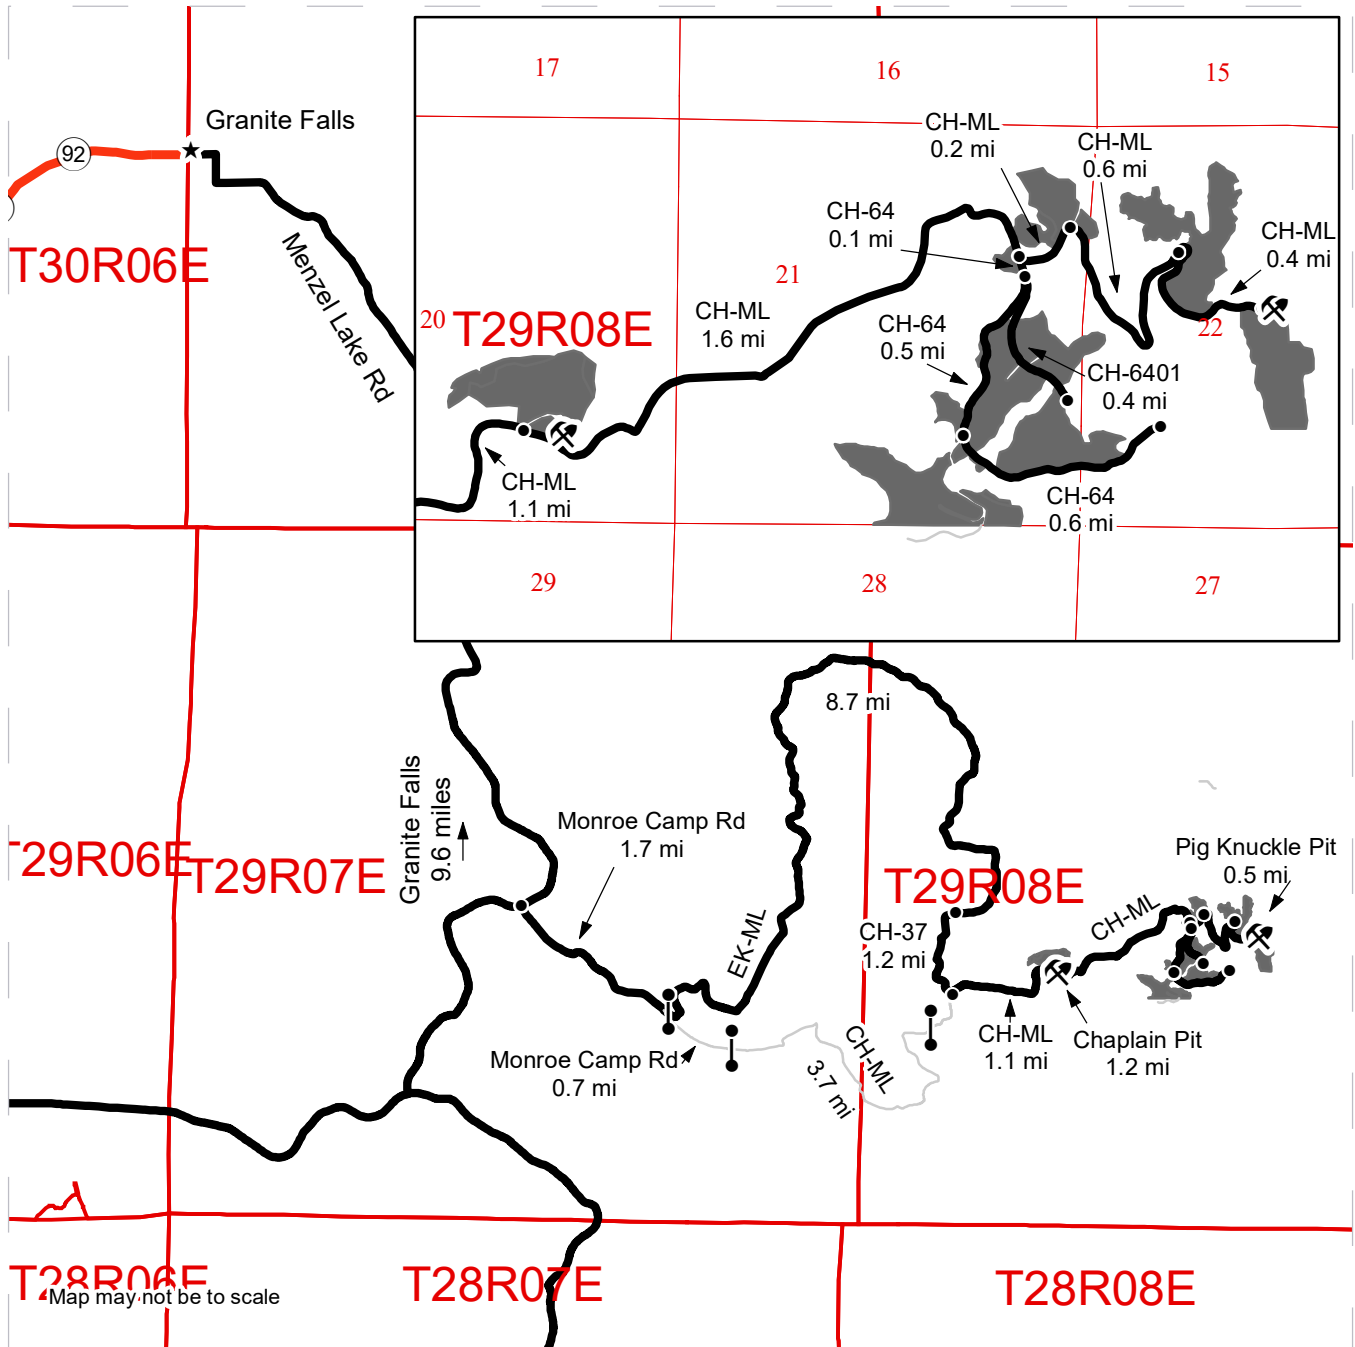 17
16
15
Granite Falls
92
CH-ML
0.2 mi
CH-ML
0.6 mi
T30R06E
Menzel Lake Rd
CH-64
0.1 mi
CH-ML
0.4 mi
21
20
T29R08E
CH-ML
1.6 mi
CH-64
0.5 mi
22
CH-6401
0.4 mi
CH-ML
1.1 mi
CH-64
0.6 mi
29
28
27
8.7 mi
Granite Falls
9.6 miles
Monroe Camp Rd
1.7 mi
T29R06E
T29R07E
T29R08E
Pig Knuckle Pit
0.5 mi
EK-ML
CH-37
1.2 mi
CH-ML
CH-ML
1.1 mi
Chaplain Pit
1.2 mi
Monroe Camp Rd
0.7 mi
CH-ML
3.7 mi
T28R06E
T28R07E
T28R08E
Map may not be to scale